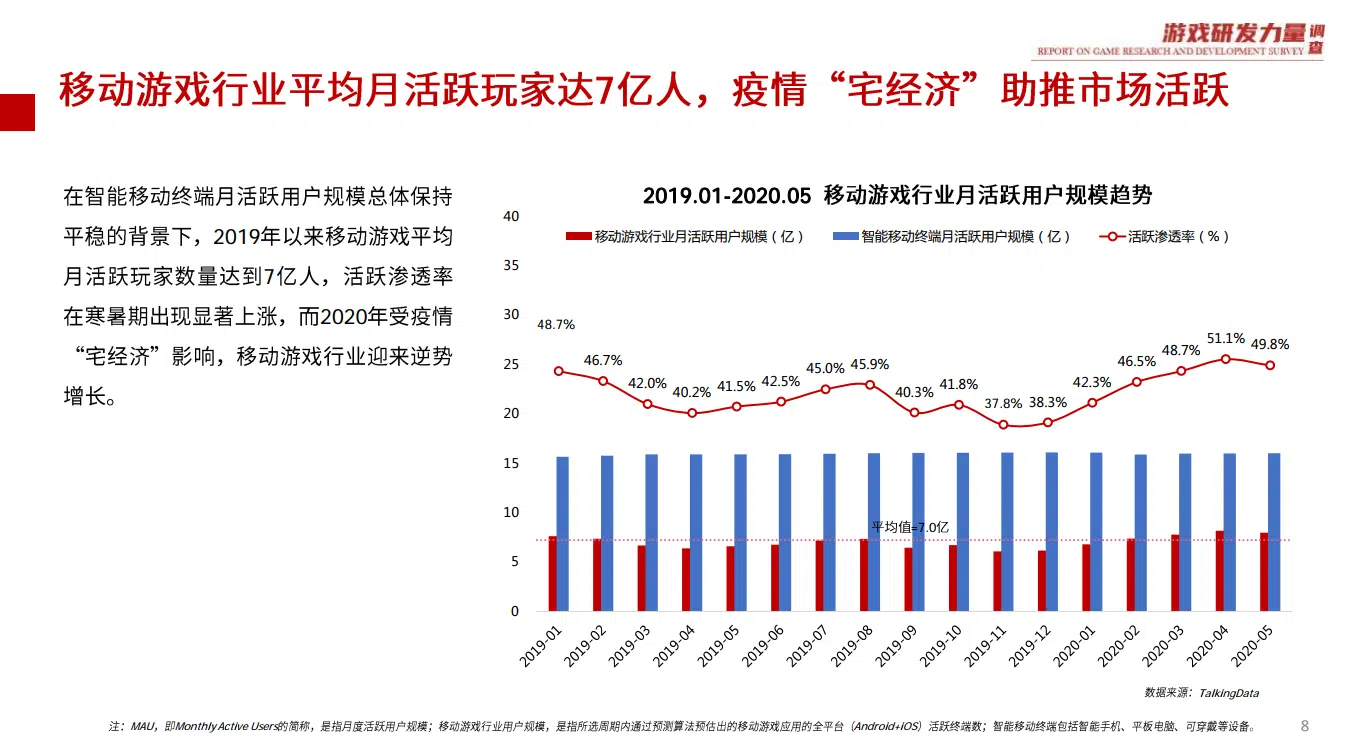 游戏研发力量调查
REPORT ON GAME RESEARCH AND DEVELOPMENT SURVEY
移动游戏行业平均月活跃玩家达7亿人，疫情“宅经济”助推市场活跃
在智能移动终端月活跃用户规模总体保持
平稳的背景下，2019年以来移动游戏平均
月活跃玩家数量达到7亿人，活跃渗透率
在寒暑期出现显著上涨，而2020年受疫情
“宅经济”影响，移动游戏行业迎来逆势
增长。
2019.01-2020.05 移动游戏行业月活跃用户规模趋势
移动游戏行业月活跃用户规模（亿） 智能移动终端月活跃用户规模（亿） 活跃渗透率（%）
40
35
30
25
20
15
10
5
0
48.7% 46.7% 42.0% 40.2% 41.5% 42.5% 45.0% 45.9% 40.3% 41.8% 37.8% 38.3% 42.3% 46.5% 48.7% 51.1% 49.8%
平均值=7.0亿
2019-01 2019-02 2019-03 2019-04 2019-05 2019-06 2019-07 2019-08 2019-09 2019-10 2019-11 2019-12 2020-01 2020-02 2020-03 2020-04 2020-05
数据来源：TalkingData
注：MAU，即Monthly Active Users的简称，是指月度活跃用户规模；移动游戏行业用户规模，是指所选周期内通过预测算法预估出的移动游戏应用的全平台（Android+iOS）活跃终端数；智能移动终端包括智能手机、平板电脑、可穿戴等设备。
8